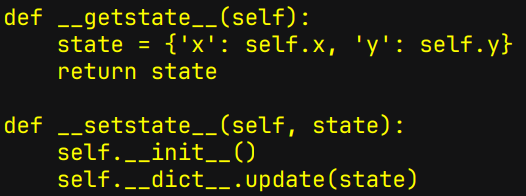 def __getstate__(self):
    state = {'x': self.x, 'y': self.y}
    return state

def __setstate__(self, state):
    self.__init__()
    self.__dict__.update(state)